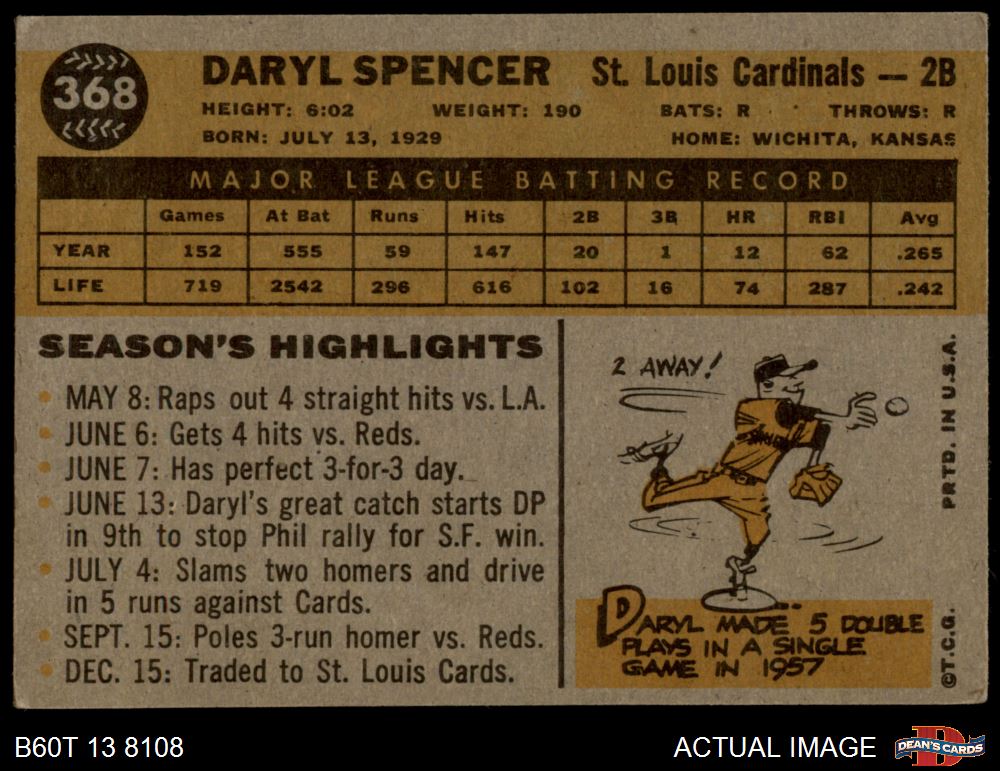 368
DARYL SPENCER St. Louis Cardinals — 2B
HEIGHT: 6:02 WEIGHT: 190 BATS: R THROWS: R
BORN: JULY 13, 1929 HOME: WICHITA, KANSAS
MAJOR LEAGUE BATTING RECORD
Games At Bat Runs Hits 2B 3B HR RBI Avg
YEAR 152 555 59 147 20 1 12 62 .265
LIFE 719 2542 296 616 102 16 74 287 .242
SEASON'S HIGHLIGHTS
• MAY 8: Raps out 4 straight hits vs. L.A.
• JUNE 6: Gets 4 hits vs. Reds.
• JUNE 7: Has perfect 3-for-3 day.
• JUNE 13: Daryl's great catch starts DP
in 9th to stop Phil rally for S.F. win.
• JULY 4: Slams two homers and drive
in 5 runs against Cards.
• SEPT. 15: Poles 3-run homer vs. Reds.
• DEC. 15: Traded to St. Louis Cards.
2 AWAY!
DARYL MADE 5 DOUBLE
PLAYS IN A SINGLE
GAME IN 1957
©T.C.G. PRTD. IN U.S.A.
B60T 13 8108
ACTUAL IMAGE
D
DEAN'S CARDS